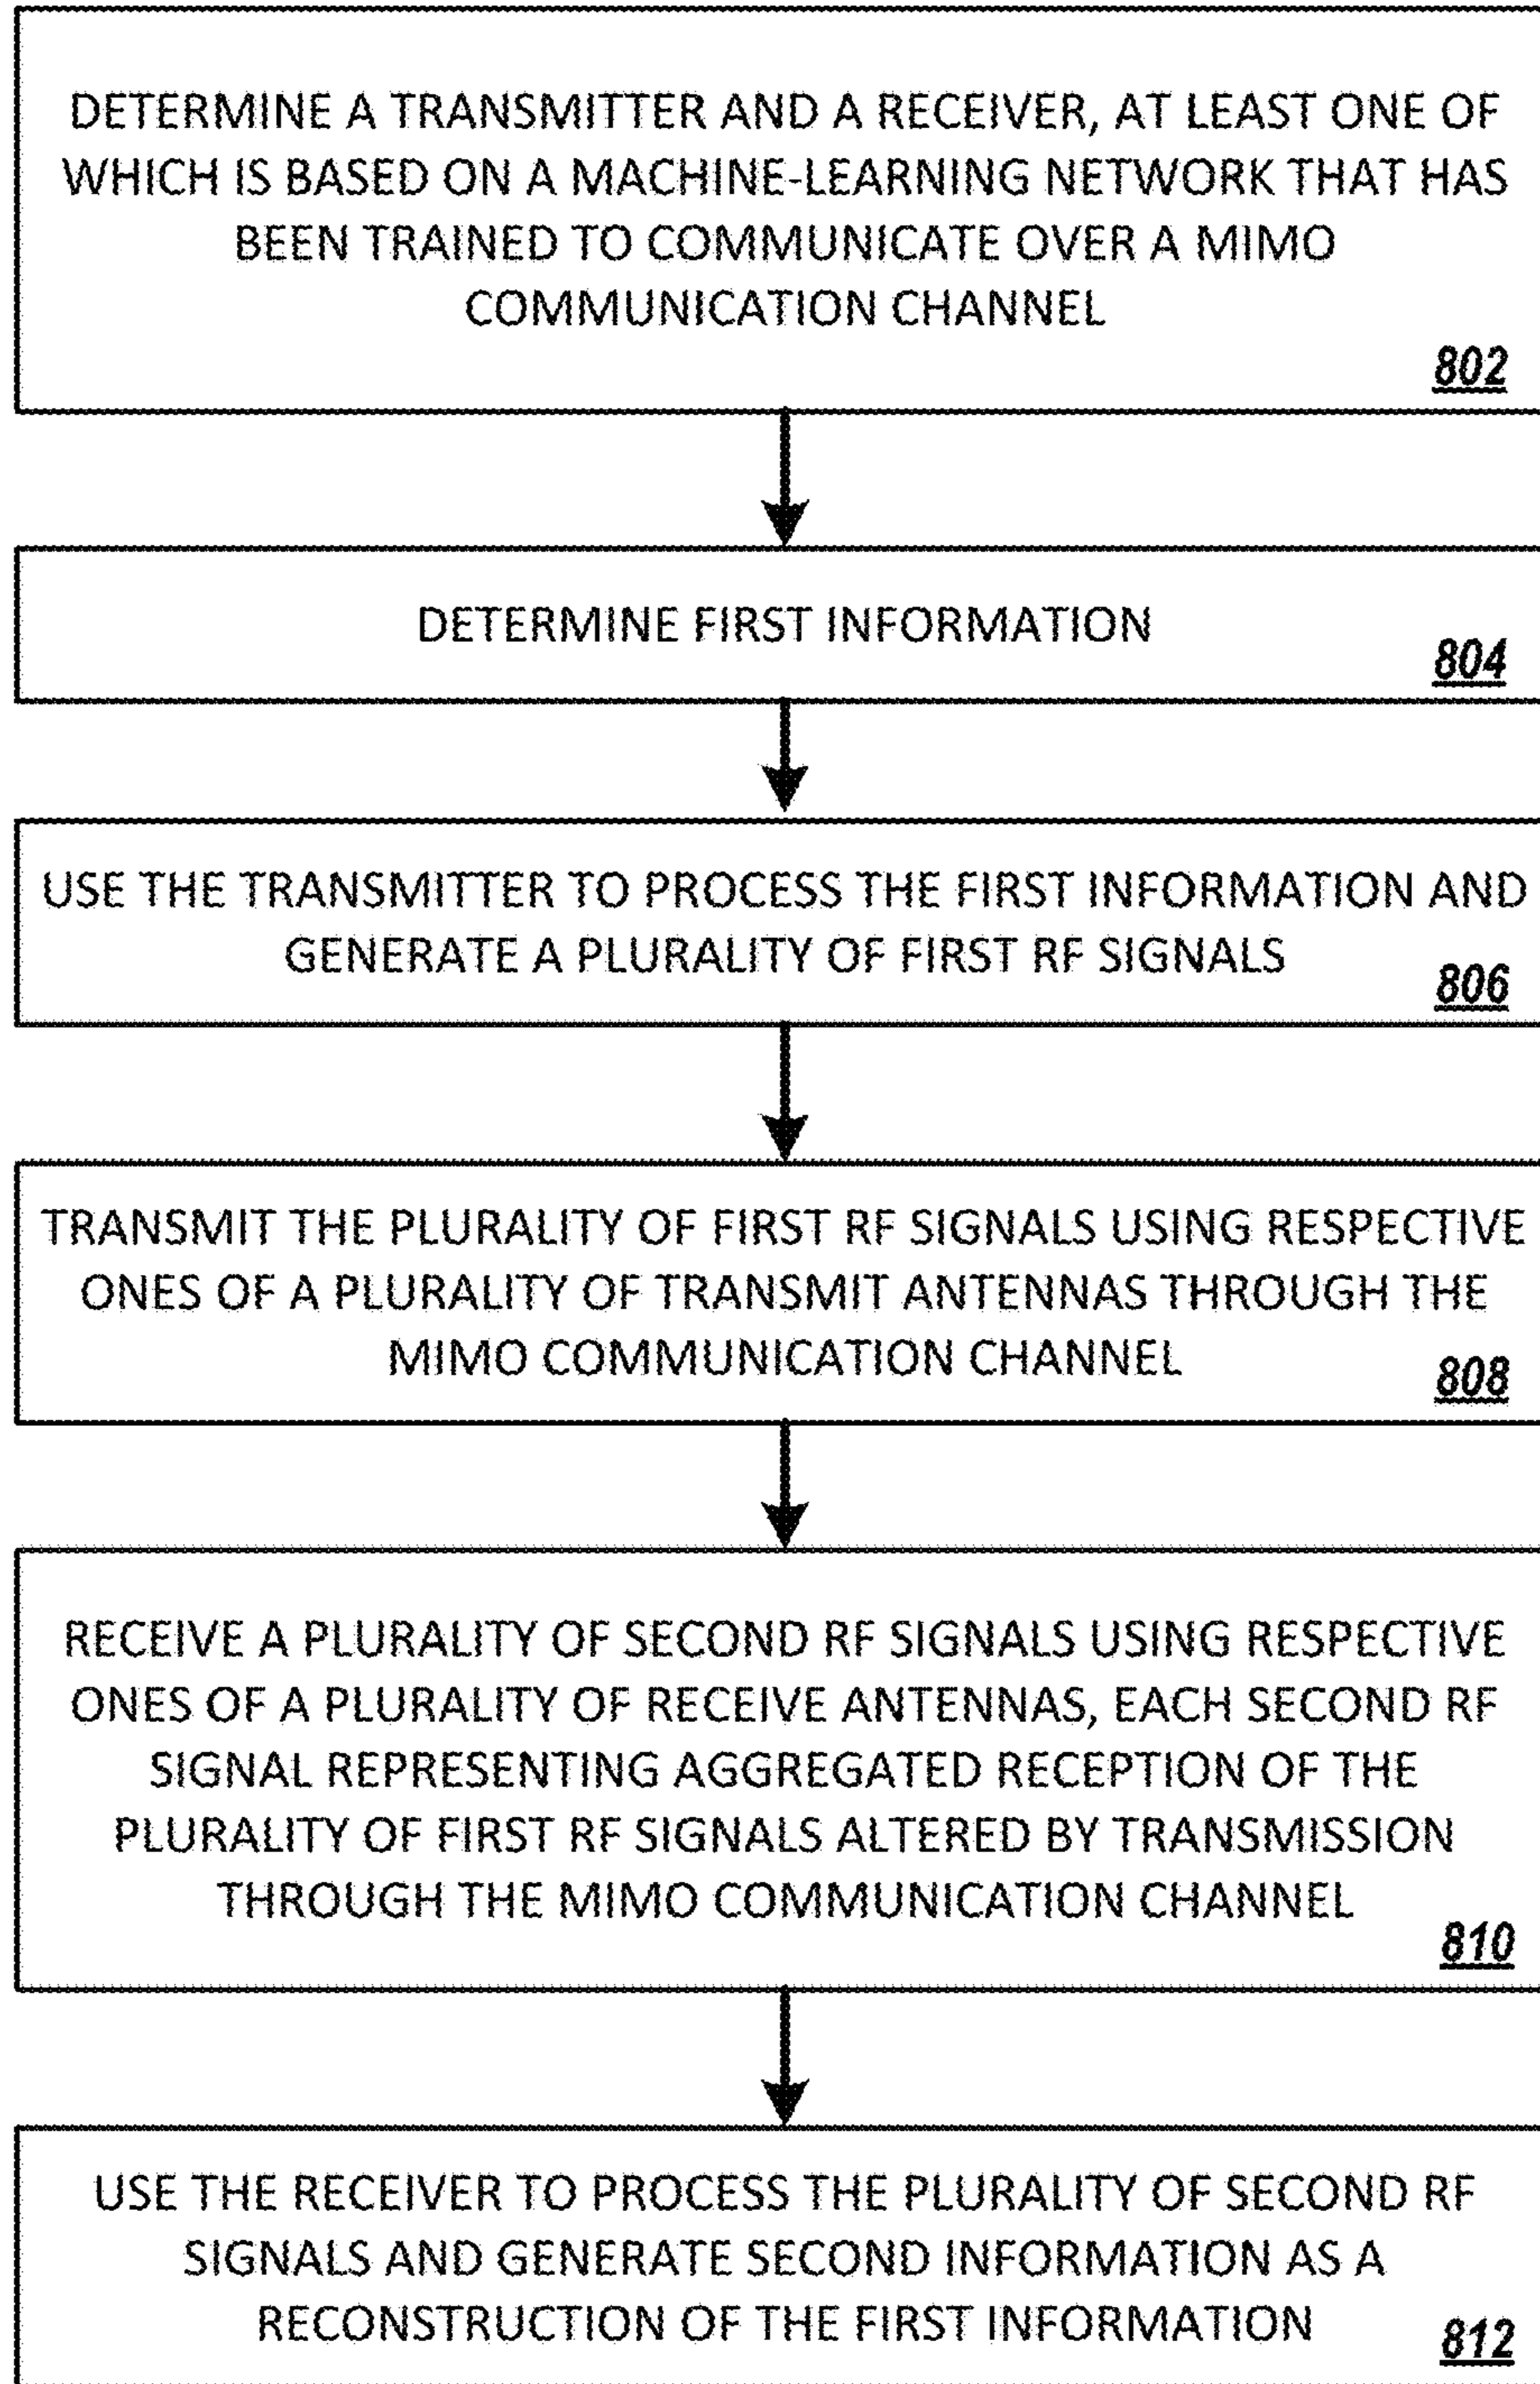 DETERMINE A TRANSMITTER AND A RECEIVER, AT LEAST ONE OF
WHICH IS BASED ON A MACHINE-LEARNING NETWORK THAT HAS
BEEN TRAINED TO COMMUNICATE OVER A MIMO
COMMUNICATION CHANNEL
802
DETERMINE FIRST INFORMATION
804
USE THE TRANSMITTER TO PROCESS THE FIRST INFORMATION AND
GENERATE A PLURALITY OF FIRST RF SIGNALS
806
TRANSMIT THE PLURALITY OF FIRST RF SIGNALS USING RESPECTIVE
ONES OF A PLURALITY OF TRANSMIT ANTENNAS THROUGH THE
MIMO COMMUNICATION CHANNEL
808
RECEIVE A PLURALITY OF SECOND RF SIGNALS USING RESPECTIVE
ONES OF A PLURALITY OF RECEIVE ANTENNAS, EACH SECOND RF
SIGNAL REPRESENTING AGGREGATED RECEPTION OF THE
PLURALITY OF FIRST RF SIGNALS ALTERED BY TRANSMISSION
THROUGH THE MIMO COMMUNICATION CHANNEL
810
USE THE RECEIVER TO PROCESS THE PLURALITY OF SECOND RF
SIGNALS AND GENERATE SECOND INFORMATION AS A
RECONSTRUCTION OF THE FIRST INFORMATION
812